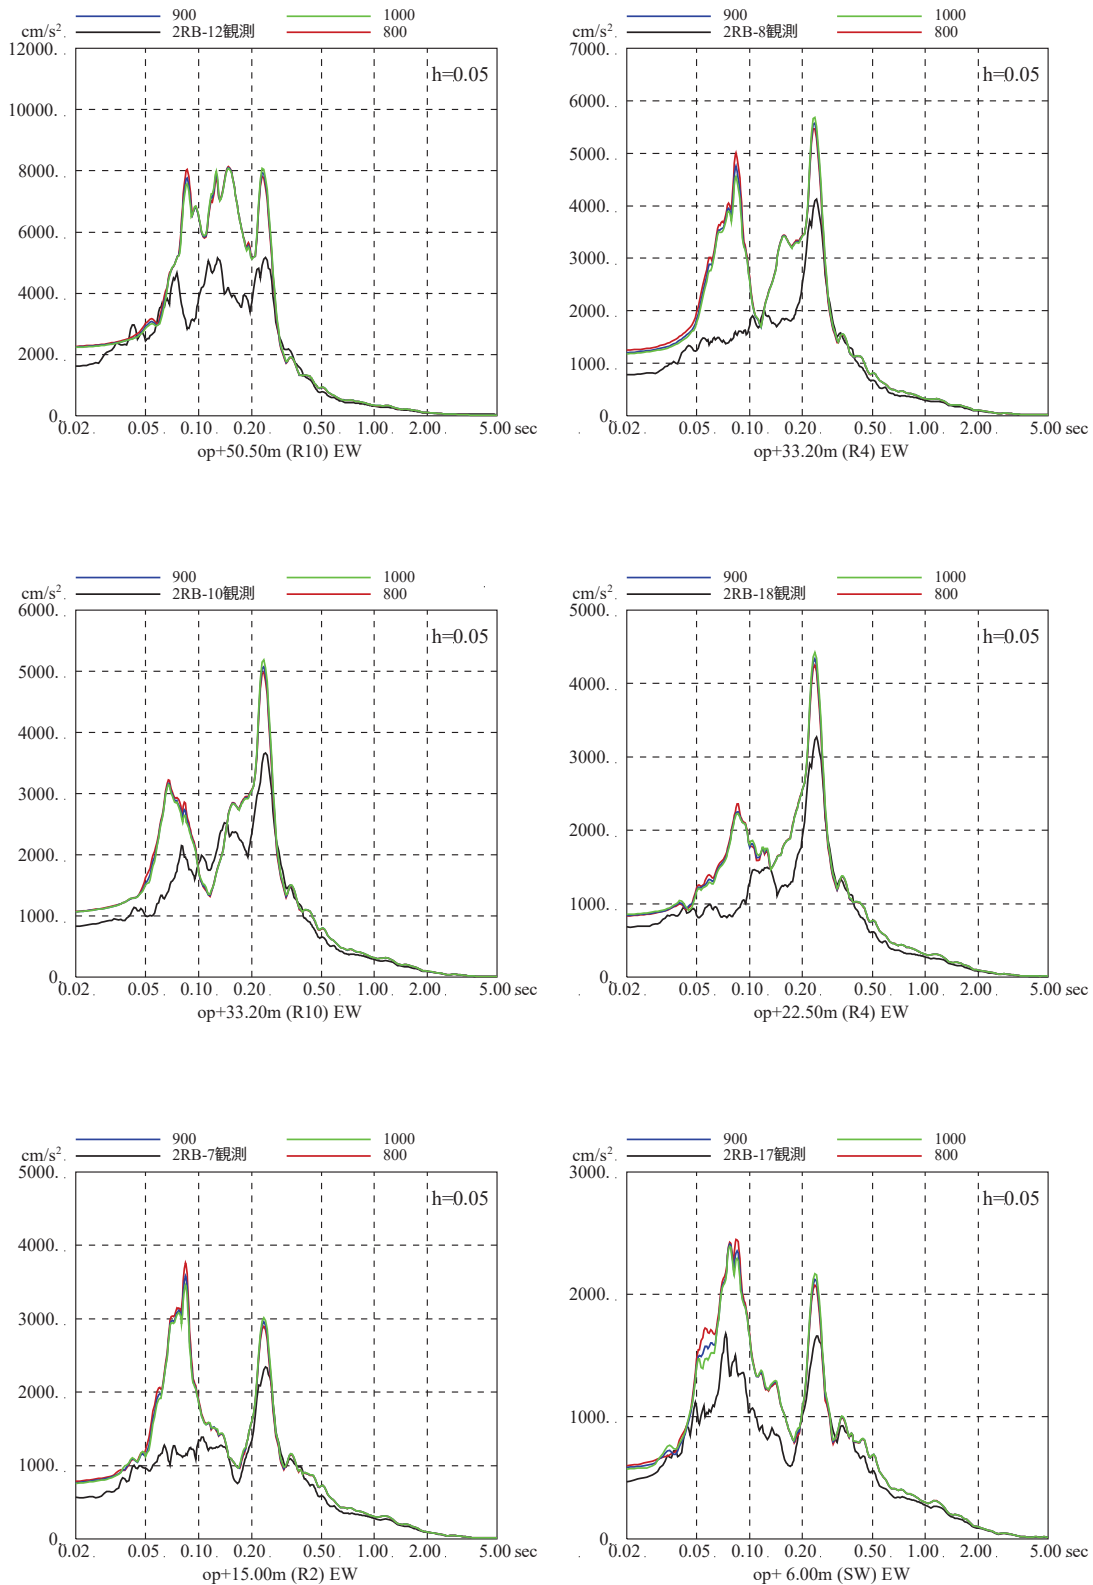 900 1000
cm/s². 2RB-12観測 800
12000.
h=0.05
10000.
8000.
6000.
4000.
2000.
0.
0.02 0.05 0.10 0.20 0.50 1.00 2.00 5.00 sec
op+50.50m (R10) EW
900 1000
cm/s². 2RB-8観測 800
7000.
h=0.05
6000.
5000.
4000.
3000.
2000.
1000.
0.
0.02 0.05 0.10 0.20 0.50 1.00 2.00 5.00 sec
op+33.20m (R4) EW
900 1000
cm/s². 2RB-10観測 800
6000.
h=0.05
5000.
4000.
3000.
2000.
1000.
0.
0.02 0.05 0.10 0.20 0.50 1.00 2.00 5.00 sec
op+33.20m (R10) EW
900 1000
cm/s². 2RB-18観測 800
5000.
h=0.05
4000.
3000.
2000.
1000.
0.
0.02 0.05 0.10 0.20 0.50 1.00 2.00 5.00 sec
op+22.50m (R4) EW
900 1000
cm/s². 2RB-7観測 800
5000.
h=0.05
4000.
3000.
2000.
1000.
0.
0.02 0.05 0.10 0.20 0.50 1.00 2.00 5.00 sec
op+15.00m (R2) EW
900 1000
cm/s². 2RB-17観測 800
3000.
h=0.05
2000.
1000.
0.
0.02 0.05 0.10 0.20 0.50 1.00 2.00 5.00 sec
op+ 6.00m (SW) EW